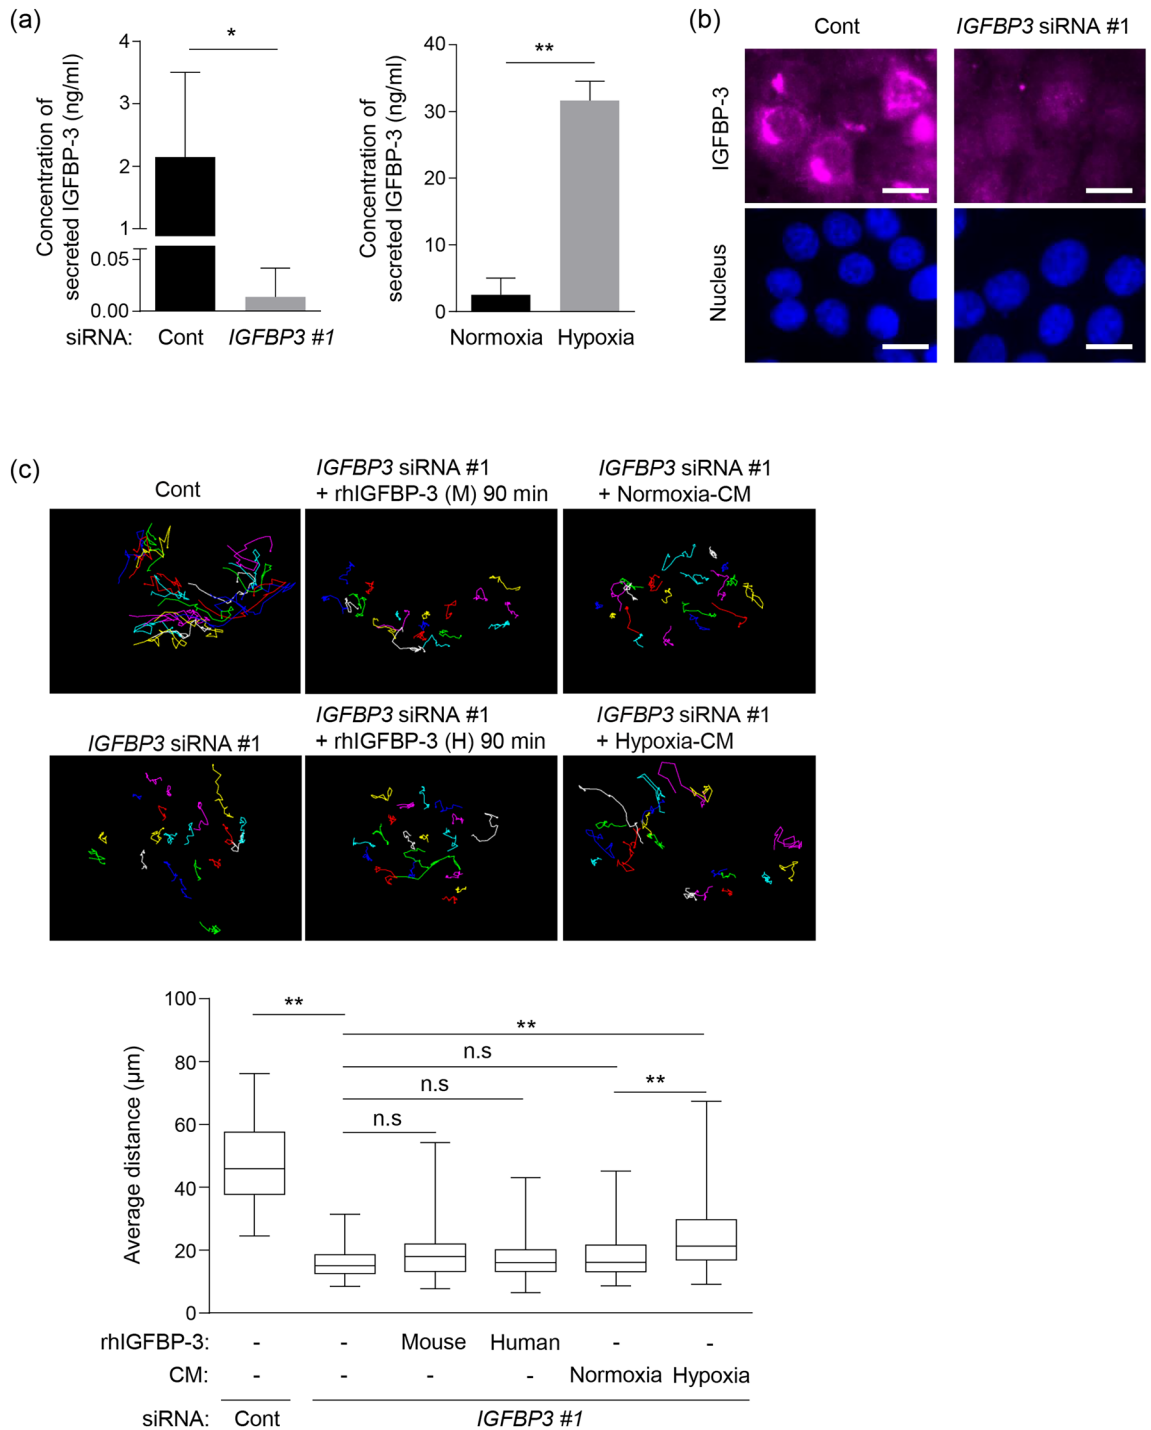 (a)
Concentration of
secreted IGFBP-3 (ng/ml)
4
3
2
1
0.05
0.00
*
siRNA: Cont IGFBP3 #1
Concentration of
secreted IGFBP-3 (ng/ml)
40
30
20
10
0
**
Normoxia Hypoxia
(b)
Cont IGFBP3 siRNA #1
IGFBP-3
Nucleus
(c)
Cont
IGFBP3 siRNA #1
+ rhIGFBP-3 (M) 90 min
IGFBP3 siRNA #1
+ Normoxia-CM
IGFBP3 siRNA #1
IGFBP3 siRNA #1
+ rhIGFBP-3 (H) 90 min
IGFBP3 siRNA #1
+ Hypoxia-CM
Average distance (µm)
100
80
60
40
20
0
**
**
n.s
n.s
**
n.s
rhIGFBP-3: - - Mouse Human - -
CM: - - - - Normoxia Hypoxia
siRNA: Cont IGFBP3 #1